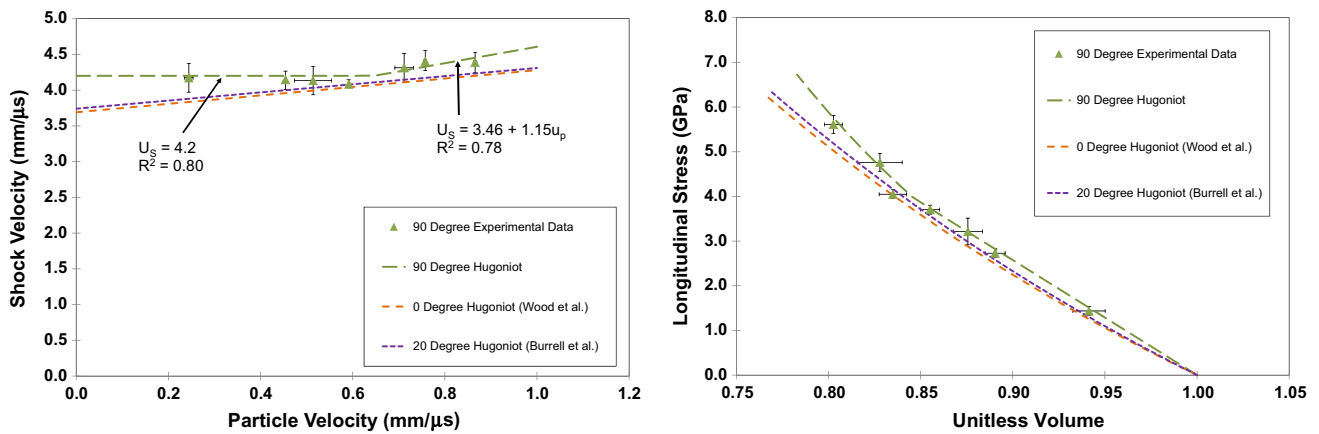 5.0
4.5
4.0
3.5
3.0
2.5
2.0
1.5
1.0
0.5
0.0
Shock Velocity (mm/μs)
U_S = 4.2
R² = 0.80
U_S = 3.46 + 1.15u_p
R² = 0.78
90 Degree Experimental Data
90 Degree Hugoniot
0 Degree Hugoniot (Wood et al.)
20 Degree Hugoniot (Burrell et al.)
0.0 0.2 0.4 0.6 0.8 1.0 1.2
Particle Velocity (mm/μs)
8.0
7.0
6.0
5.0
4.0
3.0
2.0
1.0
0.0
Longitudinal Stress (GPa)
90 Degree Experimental Data
90 Degree Hugoniot
0 Degree Hugoniot (Wood et al.)
20 Degree Hugoniot (Burrell et al.)
0.75 0.80 0.85 0.90 0.95 1.00 1.05
Unitless Volume